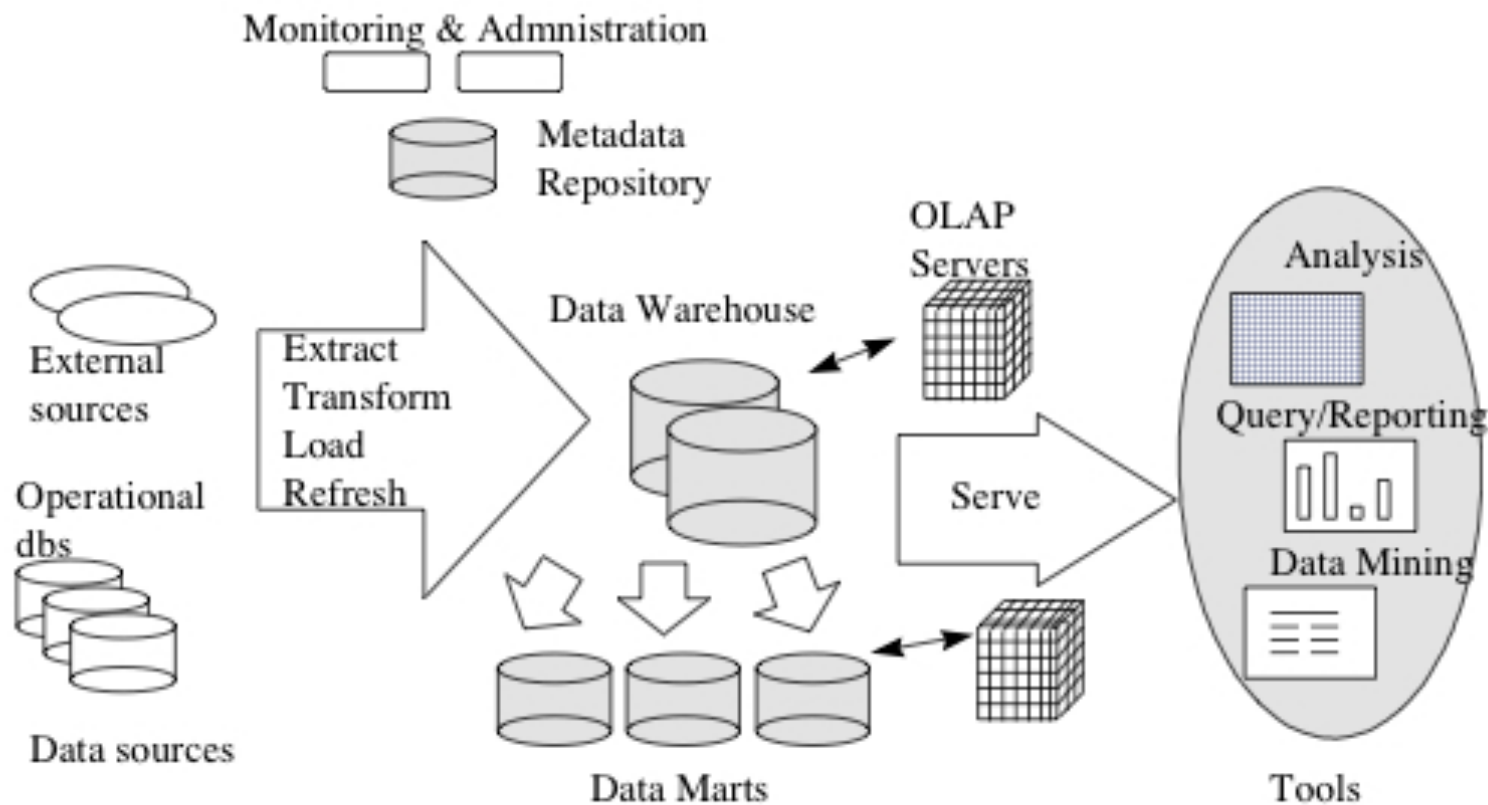 Monitoring & Admnistration
Metadata
Repository
OLAP
Servers
Analysis
Data Warehouse
External
sources
Extract
Transform
Load
Refresh
Query/Reporting
Operational
dbs
Serve
Data Mining
Data sources
Data Marts
Tools